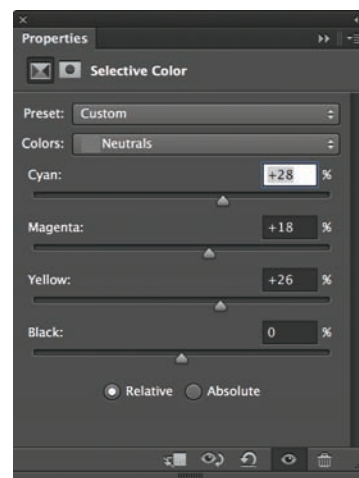 Properties
Selective Color
Preset: Custom
Colors: Neutrals
Cyan: +28 %
Magenta: +18 %
Yellow: +26 %
Black: 0 %
Relative Absolute